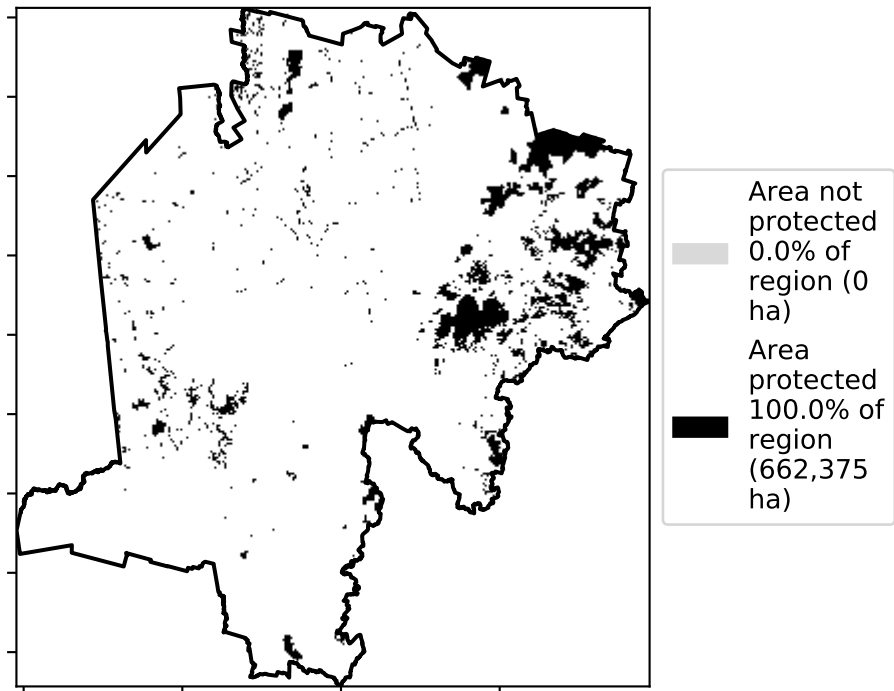 Area not
protected
0.0% of
region (0
ha)
Area
protected
100.0% of
region
(662,375
ha)